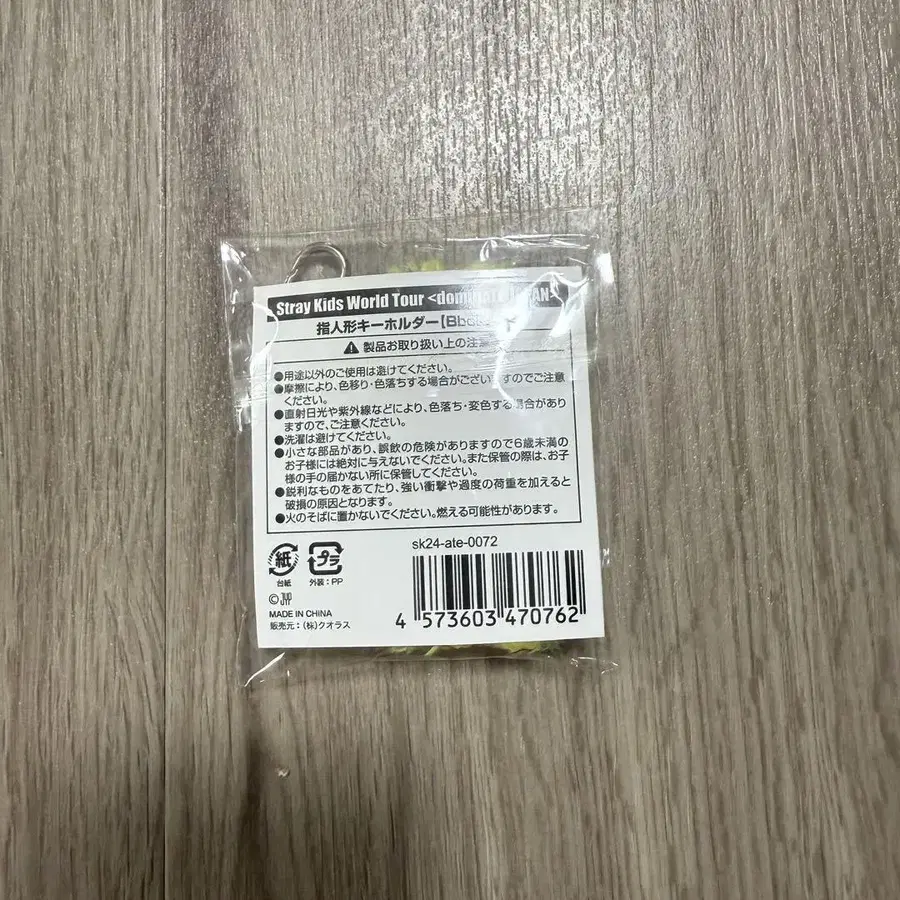 Stray Kids World Tour
指人形キーホルダー
製品お取り扱い上の注意
●用途以外のご使用は避けてください。
●摩擦により、色移り・色落ちする場合がございますのでご注意
ください。
●直射日光や紫外線などにより、色落ち・変色する場合があり
ますので、ご注意ください。
●洗濯は避けてください。
●小さな部品があり、誤飲の危険がありますので6歳未満の
お子様には絶対に与えないでください。また保管の際は、お子
様の手の届かない所に保管してください。
●鋭利なものをあてたり、強い衝撃や過度の荷重を加えると
破損の原因となります。
●火のそばに置かないでください。燃える可能性があります。
sk24-ate-0072
紙 プラ
台紙 外装：PP
4 573603 470762
MADE IN CHINA
販売元：(株)クオラス